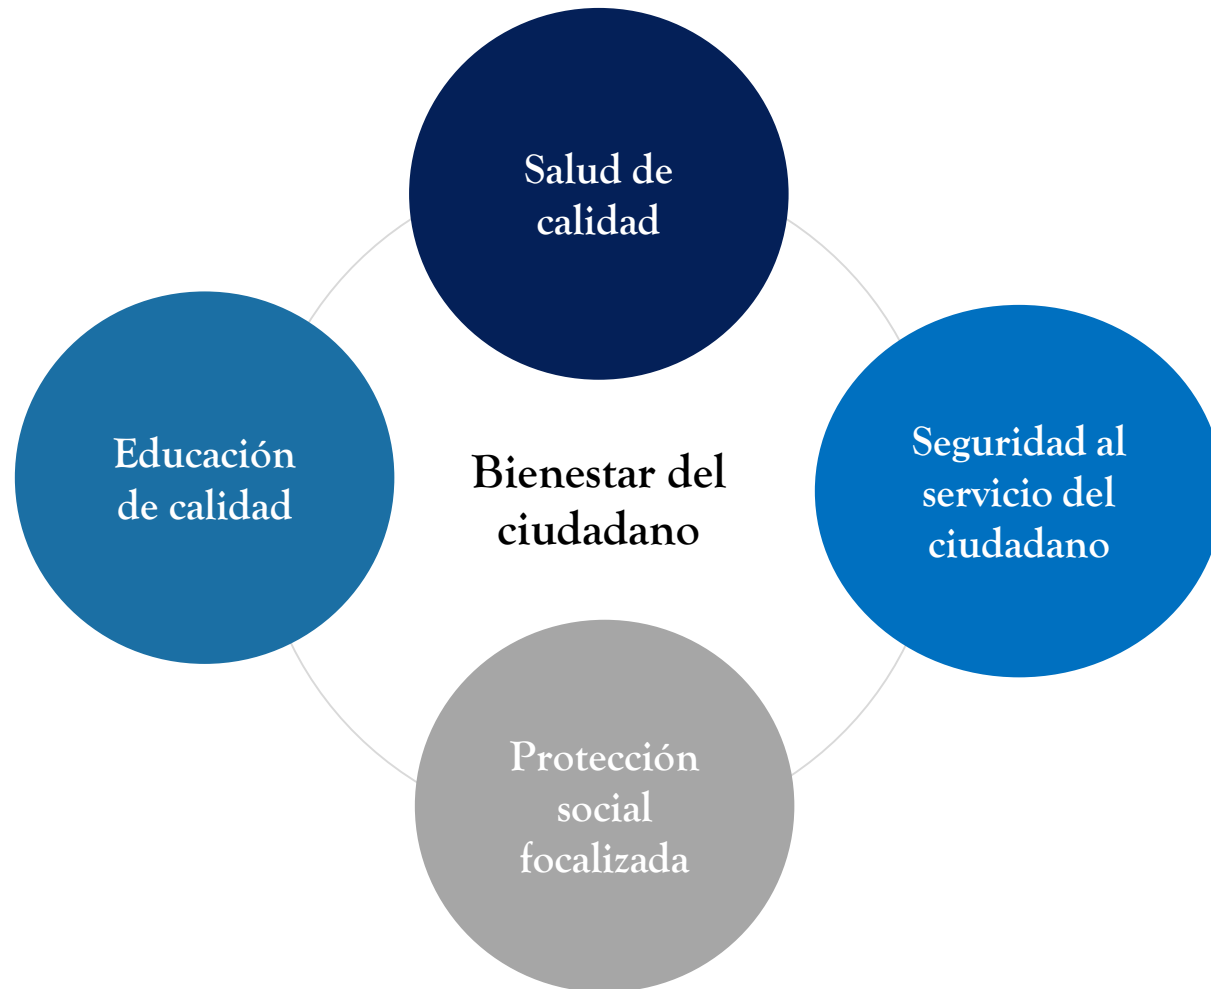 Salud de
calidad
Educación
de calidad
Bienestar del
ciudadano
Seguridad al
servicio del
ciudadano
Protección
social
focalizada